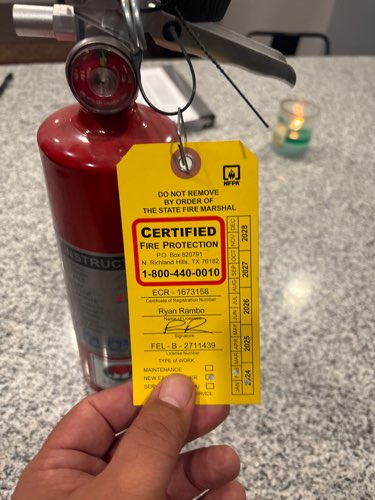 NFPA
DO NOT REMOVE
BY ORDER OF
THE STATE FIRE MARSHAL
CERTIFIED
FIRE PROTECTION
P.O. Box 820791
N. Richland Hills, TX 76182
1-800-440-0010
ECR - 1673158
Certificate of Registration Number
Ryan Rambo
Name of Licensee
RR
Signature
FEL - B - 2711439
License Number
TYPE OF WORK
MAINTENANCE
NEW
JAN MAR APR MAY JUN JUL AUG SEP OCT NOV DEC
2025 2026 2027 2028